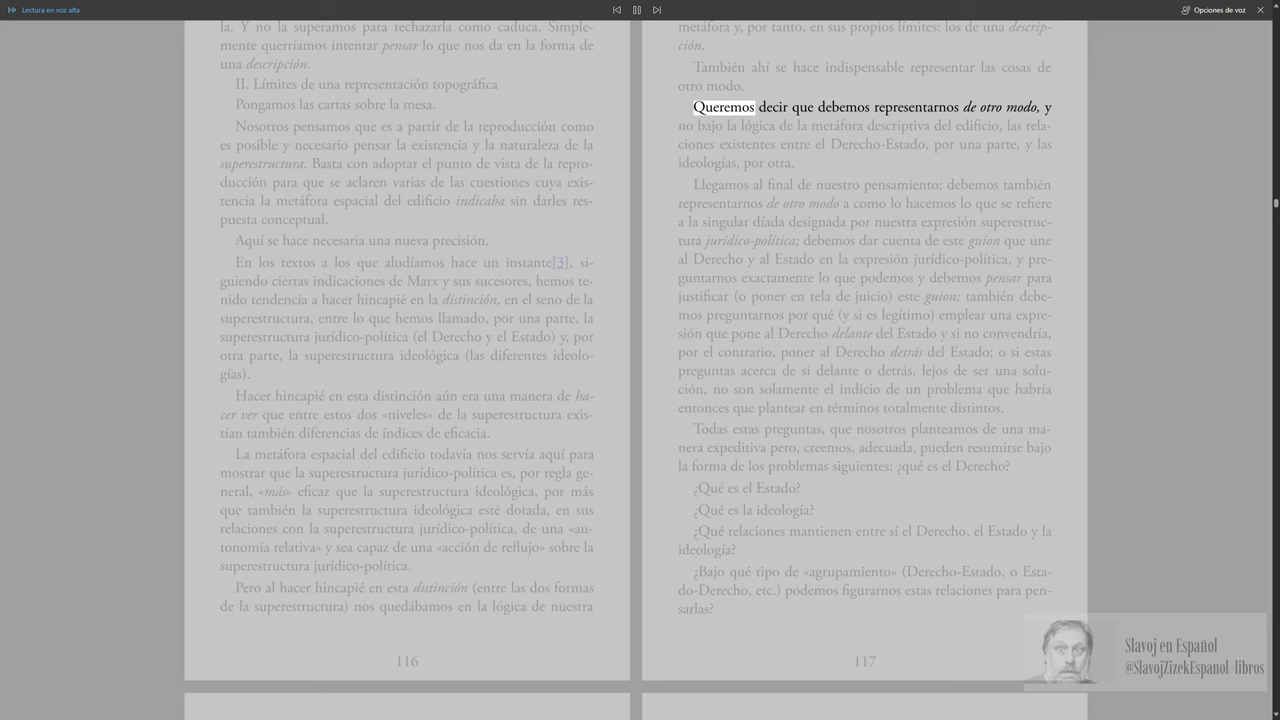 Lectura en voz alta
Opciones de voz
la. Y no la superamos para rechazarla como caduca. Simple-
mente querríamos intentar pensar lo que nos da en la forma de
una descripción.
II. Límites de una representación topográfica
Pongamos las cartas sobre la mesa.
Nosotros pensamos que es a partir de la reproducción como
es posible y necesario pensar la existencia y la naturaleza de la
superestructura. Basta con adoptar el punto de vista de la repro-
ducción para que se aclaren varias de las cuestiones cuya exis-
tencia la metáfora espacial del edificio indicaba sin darles res-
puesta conceptual.
Aquí se hace necesaria una nueva precisión.
En los textos a los que aludíamos hace un instante[3], si-
guiendo ciertas indicaciones de Marx y sus sucesores, hemos te-
nido tendencia a hacer hincapié en la distinción, en el seno de la
superestructura, entre lo que hemos llamado, por una parte, la
superestructura jurídico-política (el Derecho y el Estado) y, por
otra parte, la superestructura ideológica (las diferentes ideolo-
gías).
Hacer hincapié en esta distinción aún era una manera de ha-
cer ver que entre estos dos «niveles» de la superestructura exis-
tían también diferencias de índices de eficacia.
La metáfora espacial del edificio todavía nos servía aquí para
mostrar que la superestructura jurídico-política es, por regla ge-
neral, «más» eficaz que la superestructura ideológica, por más
que también la superestructura ideológica esté dotada, en sus
relaciones con la superestructura jurídico-política, de una «au-
tonomía relativa» y sea capaz de una «acción de reflujo» sobre la
superestructura jurídico-política.
Pero al hacer hincapié en esta distinción (entre las dos formas
de la superestructura) nos quedábamos en la lógica de nuestra
116
metáfora y, por tanto, en sus propios límites: los de una descrip-
ción.
También ahí se hace indispensable representar las cosas de
otro modo.
Queremos decir que debemos representarnos de otro modo, y
no bajo la lógica de la metáfora descriptiva del edificio, las rela-
ciones existentes entre el Derecho-Estado, por una parte, y las
ideologías, por otra.
Llegamos al final de nuestro pensamiento: debemos también
representarnos de otro modo a como lo hacemos lo que se refiere
a la singular díada designada por nuestra expresión superestruc-
tura jurídico-política; debemos dar cuenta de este guion que une
al Derecho y al Estado en la expresión jurídico-política, y pre-
guntarnos exactamente lo que podemos y debemos pensar para
justificar (o poner en tela de juicio) este guion; también debe-
mos preguntarnos por qué (y si es legítimo) emplear una expre-
sión que pone al Derecho delante del Estado y si no convendría,
por el contrario, poner al Derecho detrás del Estado; o si estas
preguntas acerca de si delante o detrás, lejos de ser una solu-
ción, no son solamente el indicio de un problema que habría
entonces que plantear en términos totalmente distintos.
Todas estas preguntas, que nosotros planteamos de una ma-
nera expeditiva pero, creemos, adecuada, pueden resumirse bajo
la forma de los problemas siguientes: ¿qué es el Derecho?
¿Qué es el Estado?
¿Qué es la ideología?
¿Qué relaciones mantienen entre sí el Derecho, el Estado y la
ideología?
¿Bajo qué tipo de «agrupamiento» (Derecho-Estado, o Esta-
do-Derecho, etc.) podemos figurarnos estas relaciones para pen-
sarlas?
117
Slavoj en Español
@SlavojZizekEspanol-libros